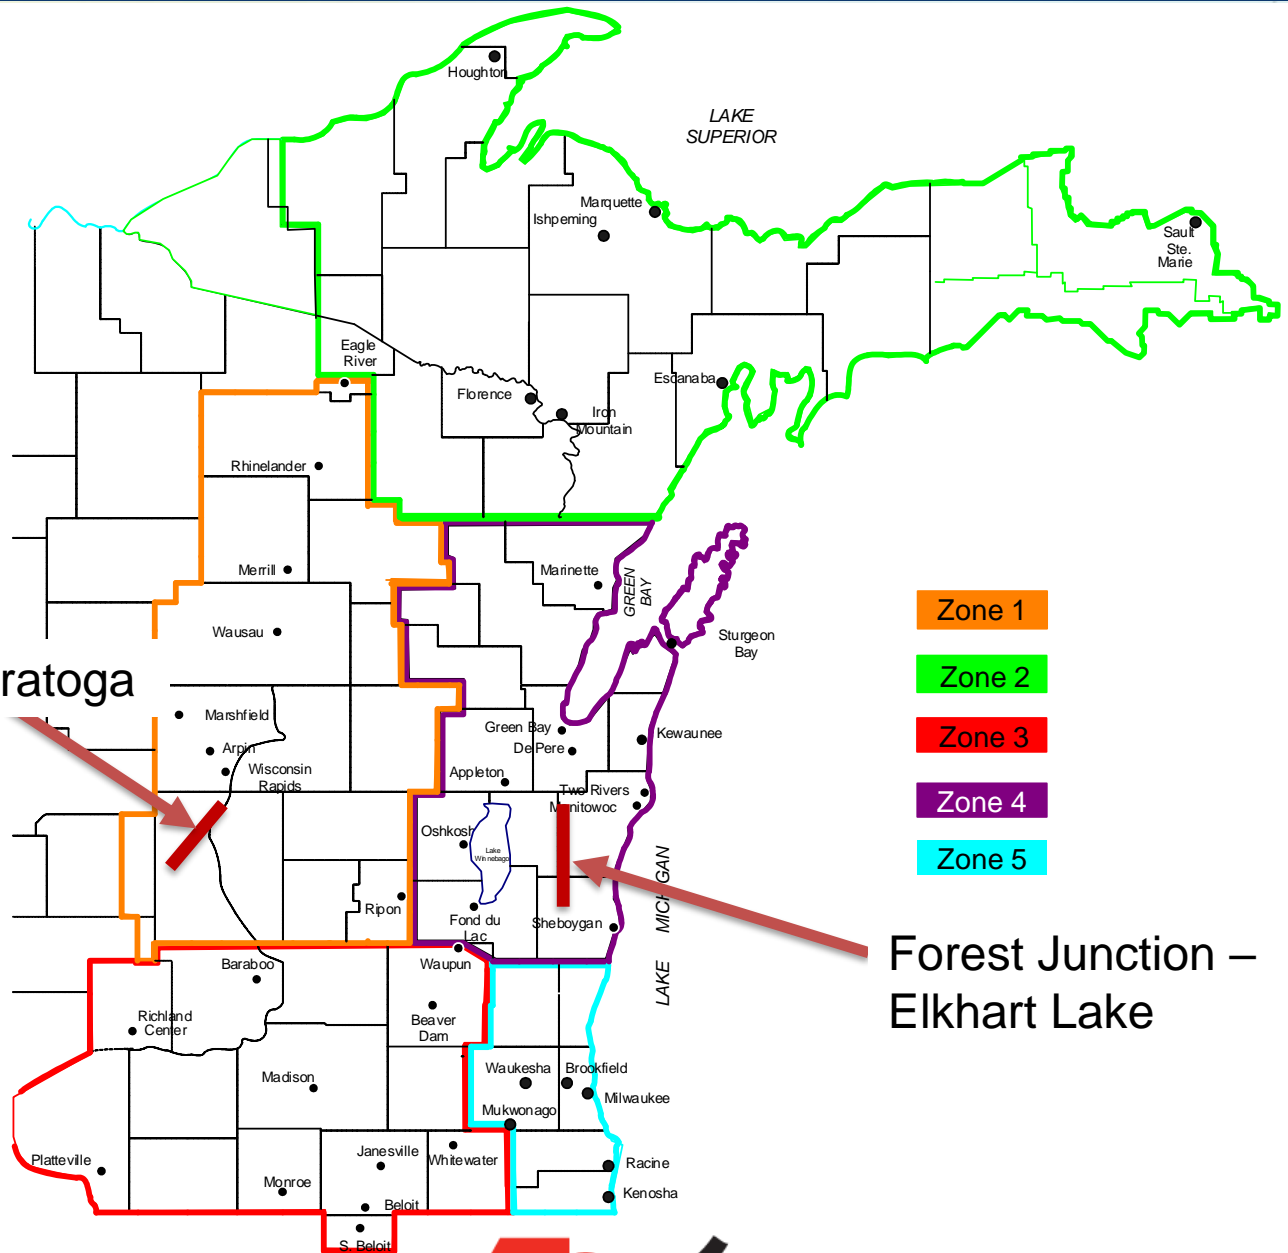 Houghton
LAKE
SUPERIOR
Marquette
Ishpeming
Sault
Ste.
Marie
Eagle
River
Escanaba
Florence
Iron
Mountain
Rhinelander
Merrill
Marinette
GREEN
BAY
Zone 1
Wausau
Sturgeon
Bay
Zone 2
ratoga
Marshfield
Green Bay
Kewaunee
Zone 3
Arpin
De Pere
Wisconsin
Rapids
Appleton
Two Rivers
Manitowoc
Zone 4
Oshkosh
Lake
Winnebago
Zone 5
LAKE MICHIGAN
Ripon
Fond du
Lac
Sheboygan
Forest Junction –
Elkhart Lake
Baraboo
Waupun
Richland
Center
Beaver
Dam
Madison
Waukesha
Brookfield
Milwaukee
Mukwonago
Platteville
Janesville
Whitewater
Racine
Monroe
Kenosha
Beloit
S. Beloit